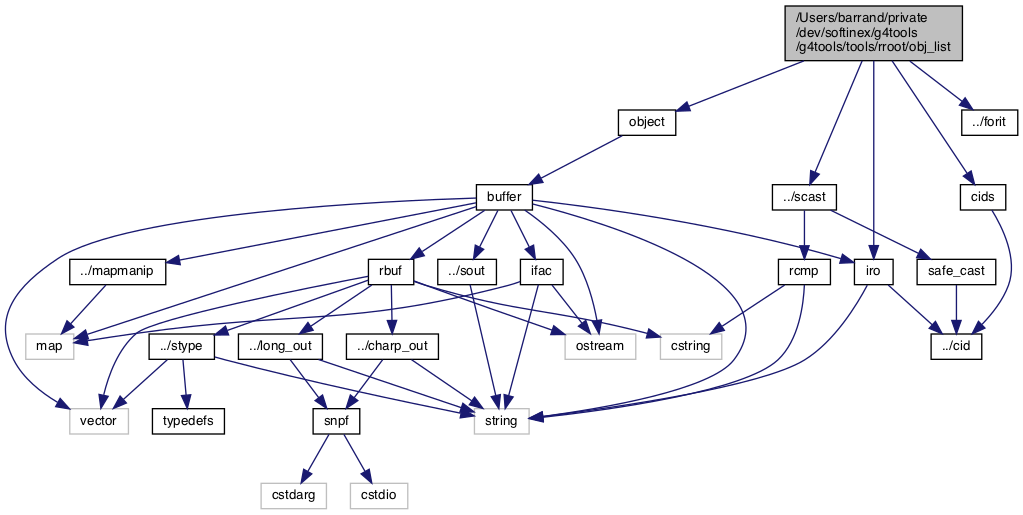 /Users/barrand/private
/dev/softinex/g4tools
/g4tools/tools/rroot/obj_list
object
../forit
buffer
../scast
cids
../mapmanip
rbuf
../sout
ifac
rcmp
iro
safe_cast
map
../stype
../long_out
../charp_out
ostream
cstring
../cid
vector
typedefs
snpf
string
cstdarg
cstdio